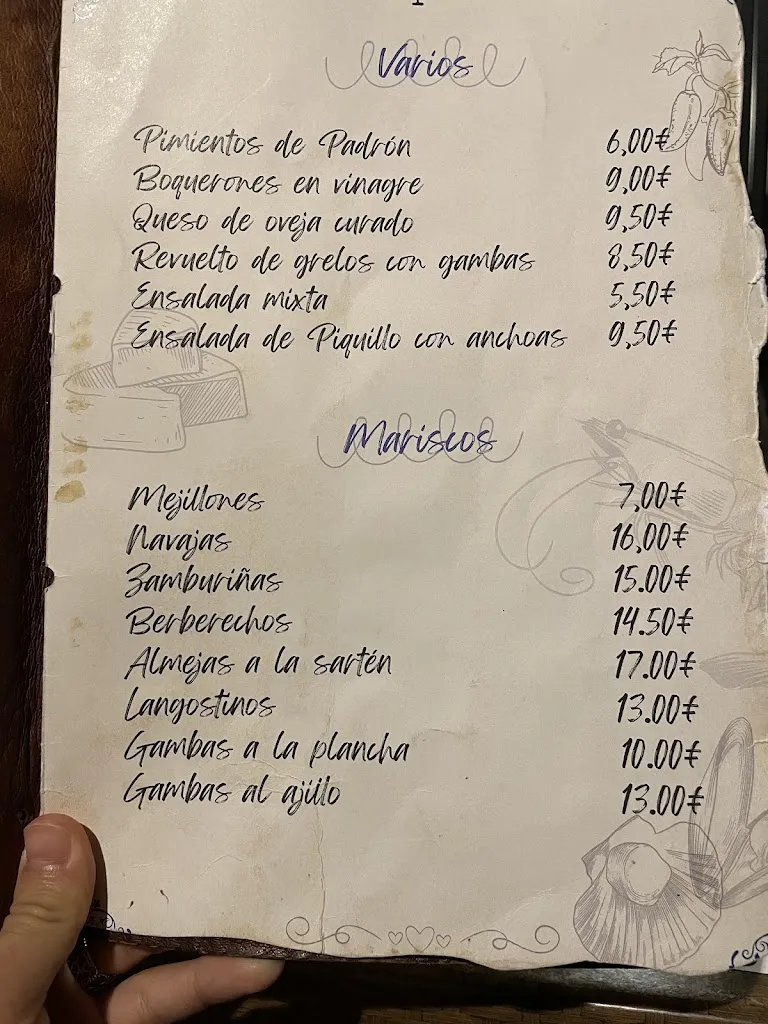 Varios
Pimientos de Padrón 6,00€
Boquerones en vinagre 9,00€
Queso de oveja curado 9,50€
Revuelto de grelos con gambas 8,50€
Ensalada mixta 5,50€
Ensalada de Piquillo con anchoas 9,50€
Mariscos
Mejillones 7,00€
Navajas 16,00€
Zamburiñas 15.00€
Berberechos 14.50€
Almejas a la sartén 17.00€
Langostinos 13.00€
Gambas a la plancha 10.00€
Gambas al ajillo 13.00€